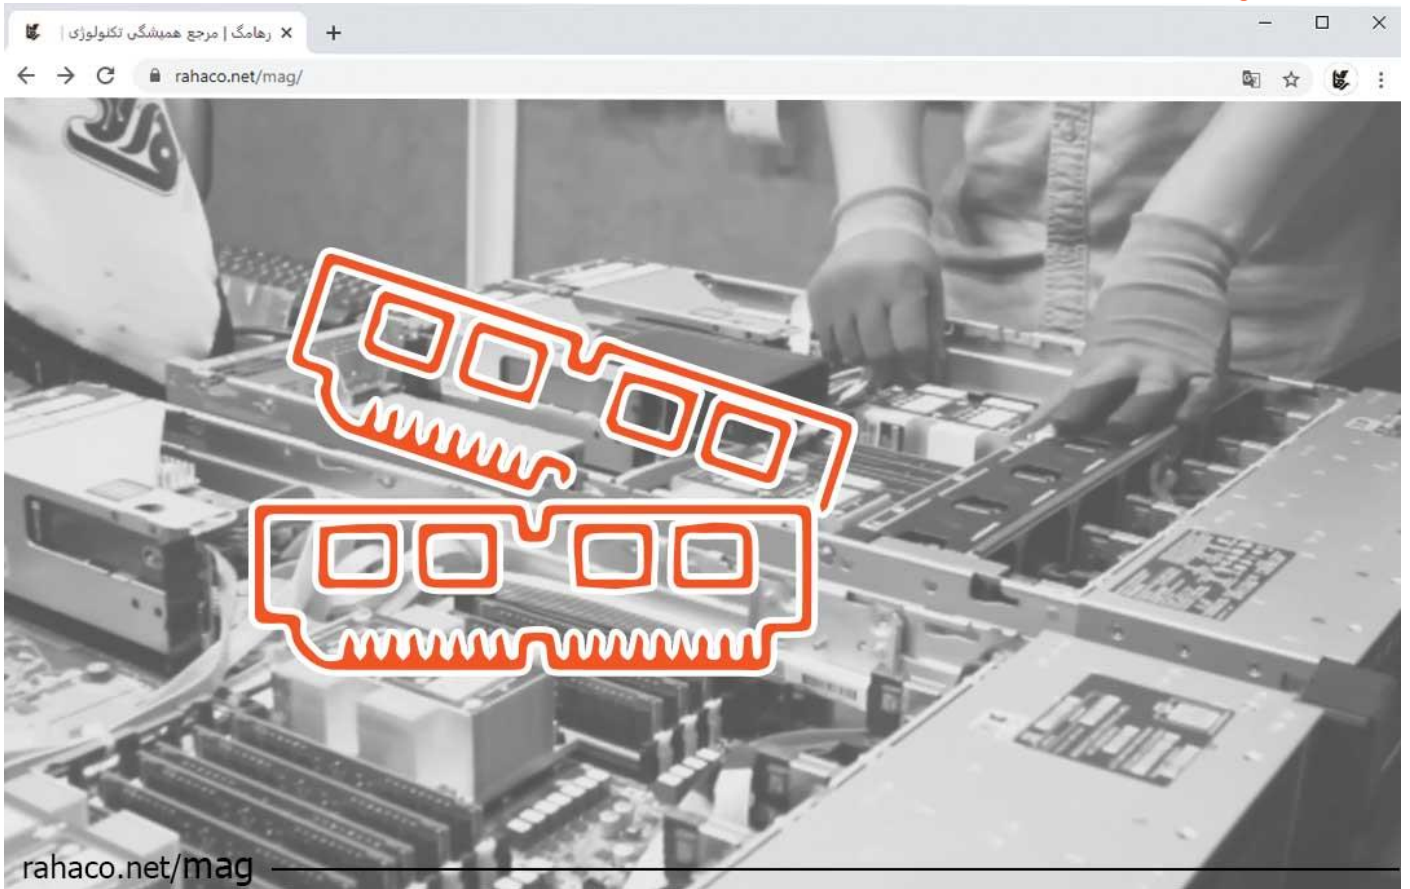 رهامگ | مرجع همیشگی تکنولوژی |
rahaco.net/mag/
rahaco.net/mag